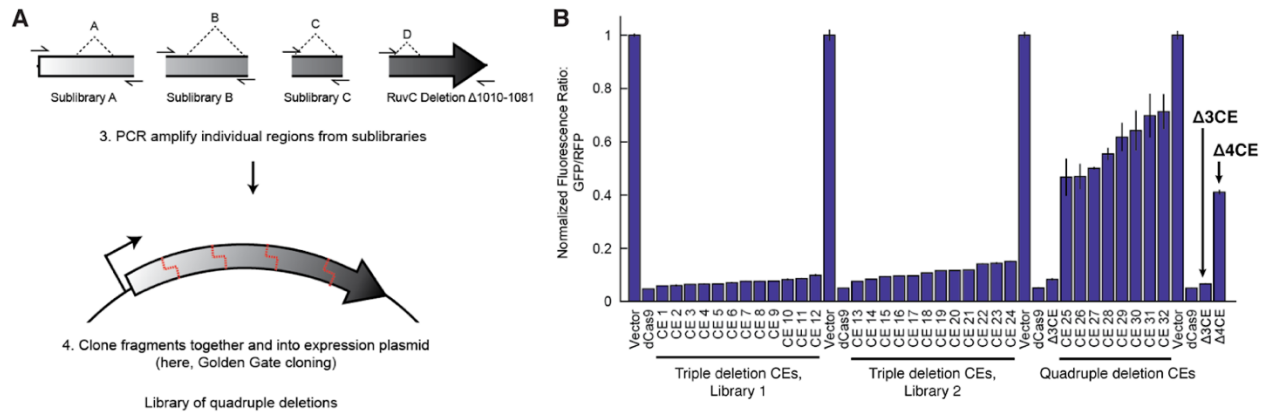 A
A
B
C
D
Sublibrary A
Sublibrary B
Sublibrary C
RuvC Deletion Δ1010-1081
3. PCR amplify individual regions from sublibraries
4. Clone fragments together and into expression plasmid
(here, Golden Gate cloning)
Library of quadruple deletions
B
Normalized Fluorescence Ratio:
GFP/RFP
1
0.8
0.6
0.4
0.2
0
Δ3CE
Δ4CE
Vector
dCas9
CE 1
CE 2
CE 3
CE 4
CE 5
CE 6
CE 7
CE 8
CE 9
CE 10
CE 11
CE 12
Vector
dCas9
CE 13
CE 14
CE 15
CE 16
CE 17
CE 18
CE 19
CE 20
CE 21
CE 22
CE 23
CE 24
Vector
dCas9
Δ3CE
CE 25
CE 26
CE 27
CE 28
CE 29
CE 30
CE 31
CE 32
Vector
dCas9
Δ3CE
Δ4CE
Triple deletion CEs,
Library 1
Triple deletion CEs,
Library 2
Quadruple deletion CEs